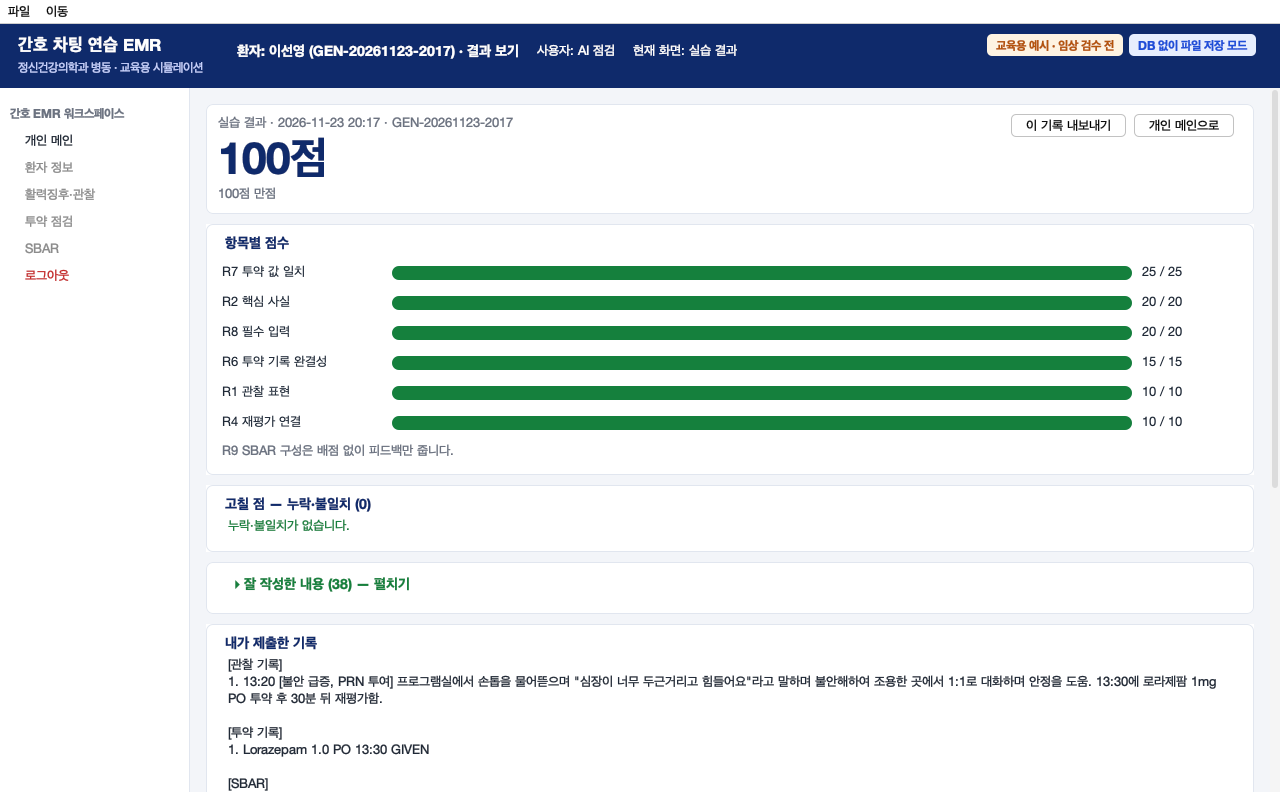 파일 이동
간호 차팅 연습 EMR
정신건강의학과 병동 · 교육용 시뮬레이션
환자: 이선영 (GEN-20261123-2017) · 결과 보기 사용자: AI 점검 현재 화면: 실습 결과
교육용 예시 · 임상 검수 전 DB 없이 파일 저장 모드
간호 EMR 워크스페이스
개인 메인
환자 정보
활력징후·관찰
투약 점검
SBAR
로그아웃
실습 결과 · 2026-11-23 20:17 · GEN-20261123-2017
이 기록 내보내기 개인 메인으로
100점
100점 만점
항목별 점수
R7 투약 값 일치 25 / 25
R2 핵심 사실 20 / 20
R8 필수 입력 20 / 20
R6 투약 기록 완결성 15 / 15
R1 관찰 표현 10 / 10
R4 재평가 연결 10 / 10
R9 SBAR 구성은 배점 없이 피드백만 줍니다.
고칠 점 — 누락·불일치 (0)
누락·불일치가 없습니다.
잘 작성한 내용 (38) — 펼치기
내가 제출한 기록
[관찰 기록]
1. 13:20 [불안 급증, PRN 투여] 프로그램실에서 손톱을 물어뜯으며 "심장이 너무 두근거리고 힘들어요"라고 말하며 불안해하여 조용한 곳에서 1:1로 대화하며 안정을 도움. 13:30에 로라제팜 1mg
PO 투약 후 30분 뒤 재평가함.
[투약 기록]
1. Lorazepam 1.0 PO 13:30 GIVEN
[SBAR]